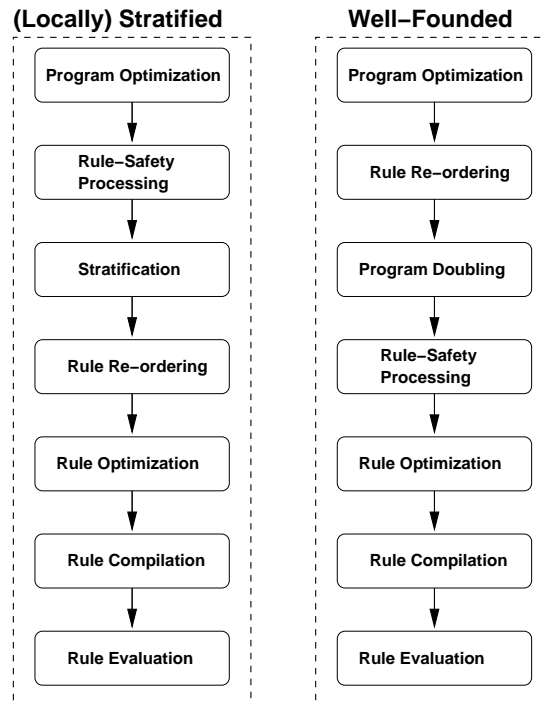 (Locally) Stratified
Program Optimization
Rule–Safety
Processing
Stratification
Rule Re–ordering
Rule Optimization
Rule Compilation
Rule Evaluation
Well–Founded
Program Optimization
Rule Re–ordering
Program Doubling
Rule–Safety
Processing
Rule Optimization
Rule Compilation
Rule Evaluation